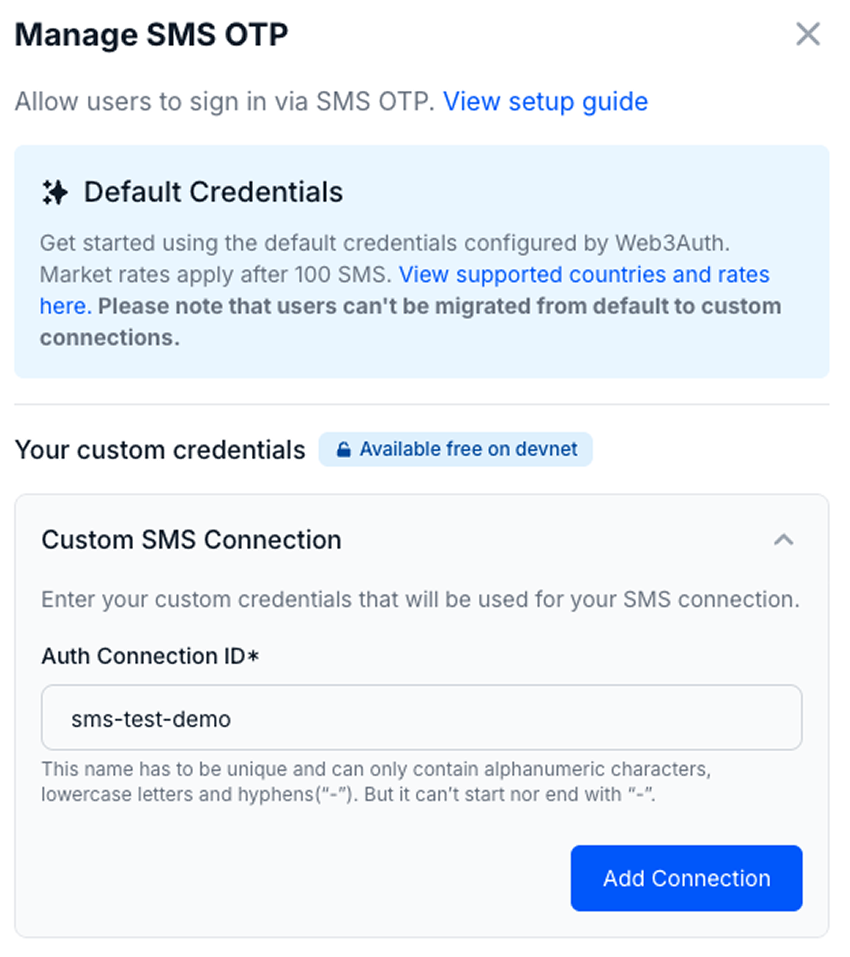 Manage SMS OTP
Allow users to sign in via SMS OTP. View setup guide
Default Credentials
Get started using the default credentials configured by Web3Auth.
Market rates apply after 100 SMS. View supported countries and rates
here. Please note that users can't be migrated from default to custom
connections.
Your custom credentials Available free on devnet
Custom SMS Connection
Enter your custom credentials that will be used for your SMS connection.
Auth Connection ID*
sms-test-demo
This name has to be unique and can only contain alphanumeric characters,
lowercase letters and hyphens(“-”). But it can’t start nor end with “-”.
Add Connection